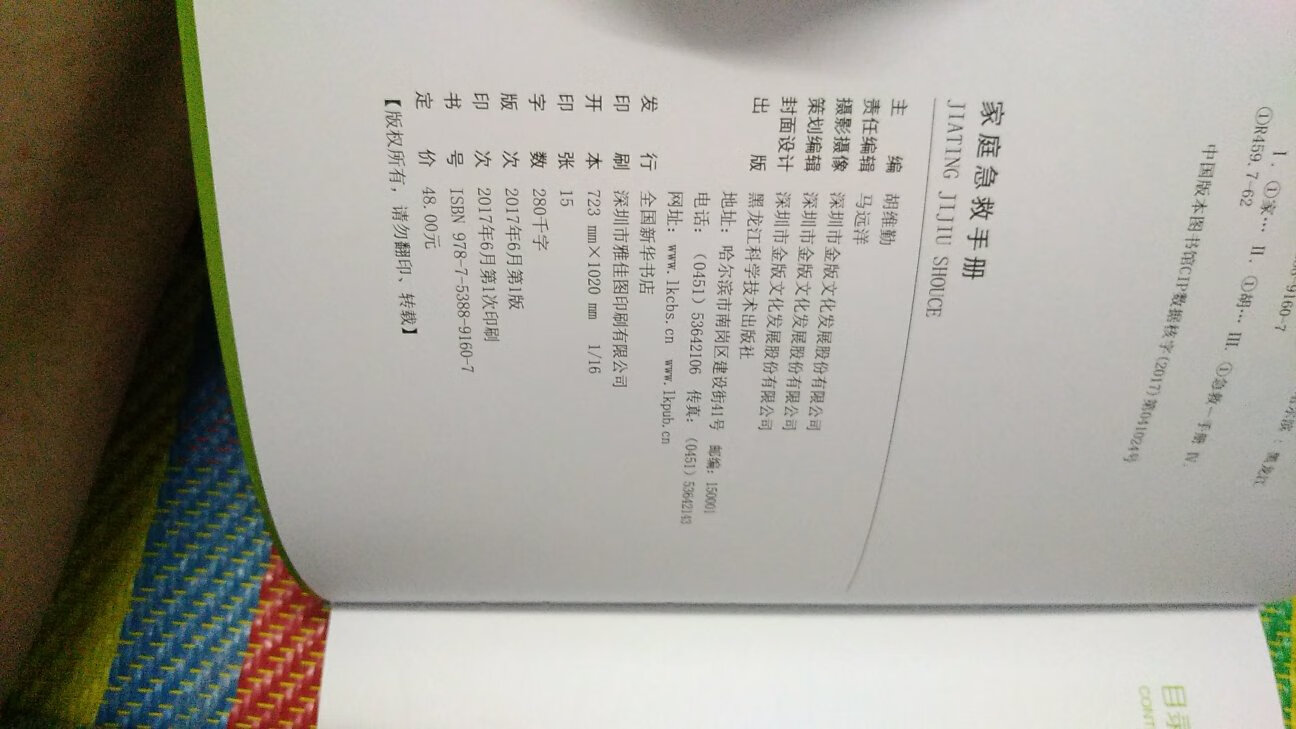 9160-7
Ⅰ. ①家… Ⅱ. ①胡… Ⅲ. ①急救-手册 Ⅳ.
①R459.7-62
中国版本图书馆CIP数据核字(2017)第041024号
家庭急救手册
JIATING JIJIU SHOUCE
主 编 胡维勤
责任编辑 马远洋
摄影摄像 深圳市金版文化发展股份有限公司
策划编辑 深圳市金版文化发展股份有限公司
封面设计 深圳市金版文化发展股份有限公司
出 版 黑龙江科学技术出版社
地址：哈尔滨市南岗区建设街41号 邮编：150001
电话：（0451）53642106 传真：（0451）53642143
网址：www.lkcbs.cn www.lkpub.cn
发 行 全国新华书店
印 刷 深圳市雅佳图印刷有限公司
开 本 723 mm×1020 mm 1/16
印 张 15
字 数 280千字
版 次 2017年6月第1版
印 次 2017年6月第1次印刷
书 号 ISBN 978-7-5388-9160-7
定 价 48.00元
【版权所有，请勿翻印、转载】
目录
CONT